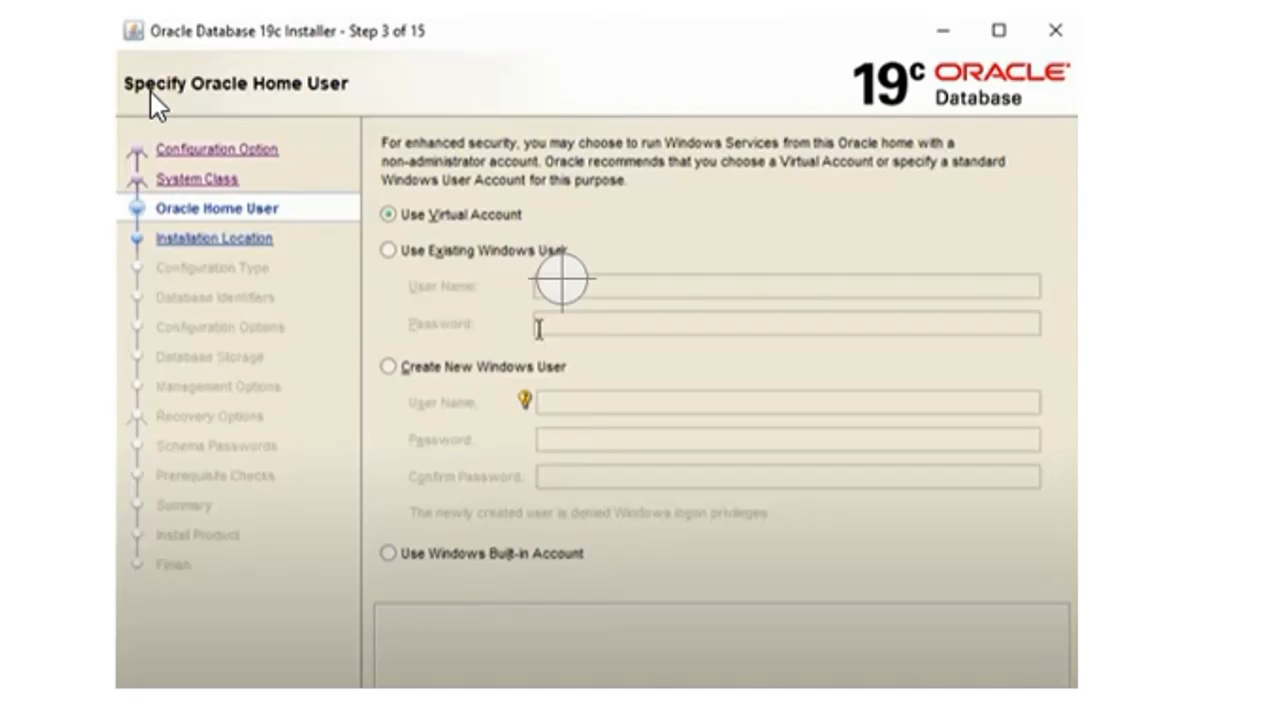 Oracle Database 19c Installer - Step 3 of 15
Specify Oracle Home User
19c ORACLE
Database
Configuration Option
System Class
Oracle Home User
Installation Location
Configuration Type
Database Identifiers
Configuration Options
Database Storage
Management Options
Recovery Options
Schema Passwords
Prerequisite Checks
Summary
Install Product
Finish
For enhanced security, you may choose to run Windows Services from this Oracle home with a
non-administrator account. Oracle recommends that you choose a Virtual Account or specify a standard
Windows User Account for this purpose.
Use Virtual Account
Use Existing Windows User
User Name:
Password:
Create New Windows User
User Name:
Password:
Confirm Password:
The newly created user is denied Windows logon privileges
Use Windows Built-in Account